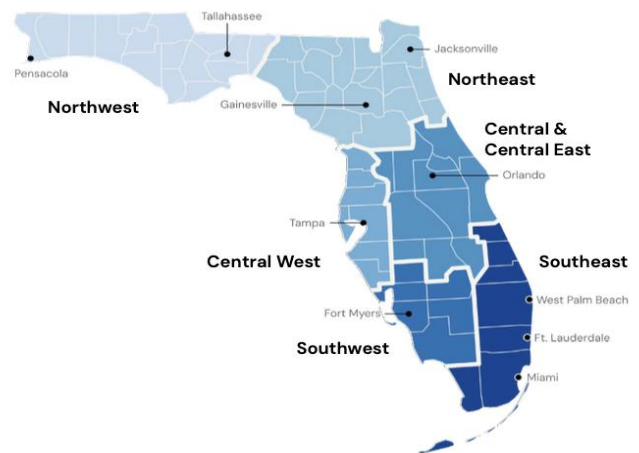 Tallahassee
Jacksonville
Pensacola
Northeast
Northwest
Gainesville
Central &
Central East
Orlando
Tampa
Central West
Southeast
West Palm Beach
Fort Myers
Ft. Lauderdale
Southwest
Miami